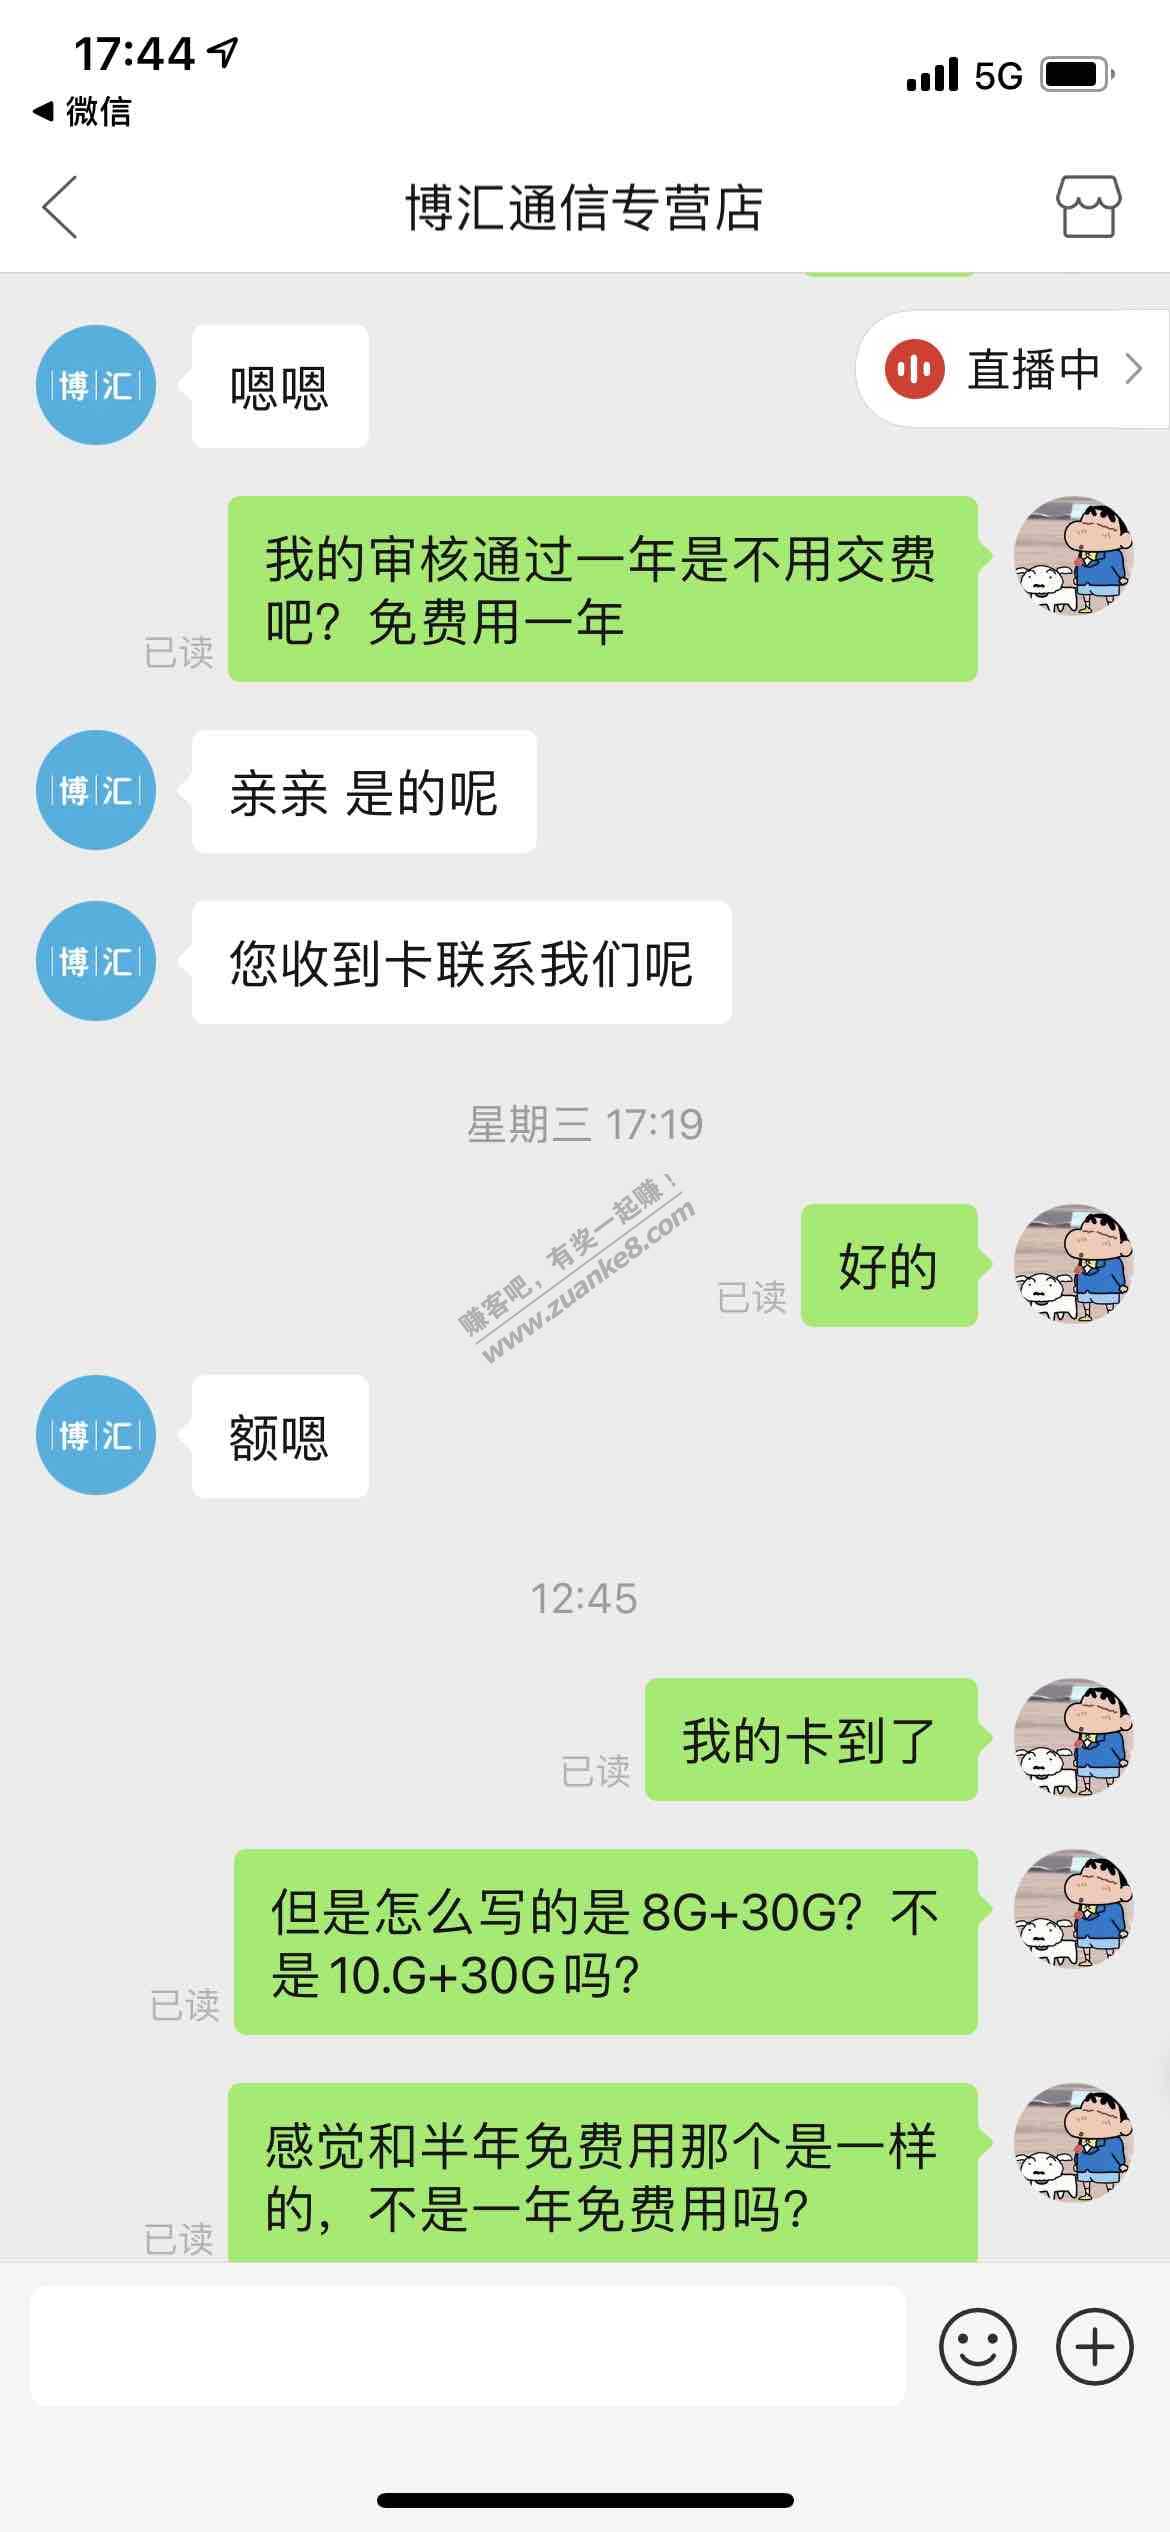 17:44
5G
微信
博汇通信专营店
博汇
嗯嗯
直播中
我的审核通过一年是不用交费
吧？免费用一年
已读
博汇
亲亲 是的呢
博汇
您收到卡联系我们呢
星期三 17:19
赚客吧，有奖一起赚！
www.zuanke8.com
好的
已读
博汇
额嗯
12:45
我的卡到了
已读
但是怎么写的是8G+30G？不
是10.G+30G吗？
已读
感觉和半年免费用那个是一样
的，不是一年免费用吗？
已读